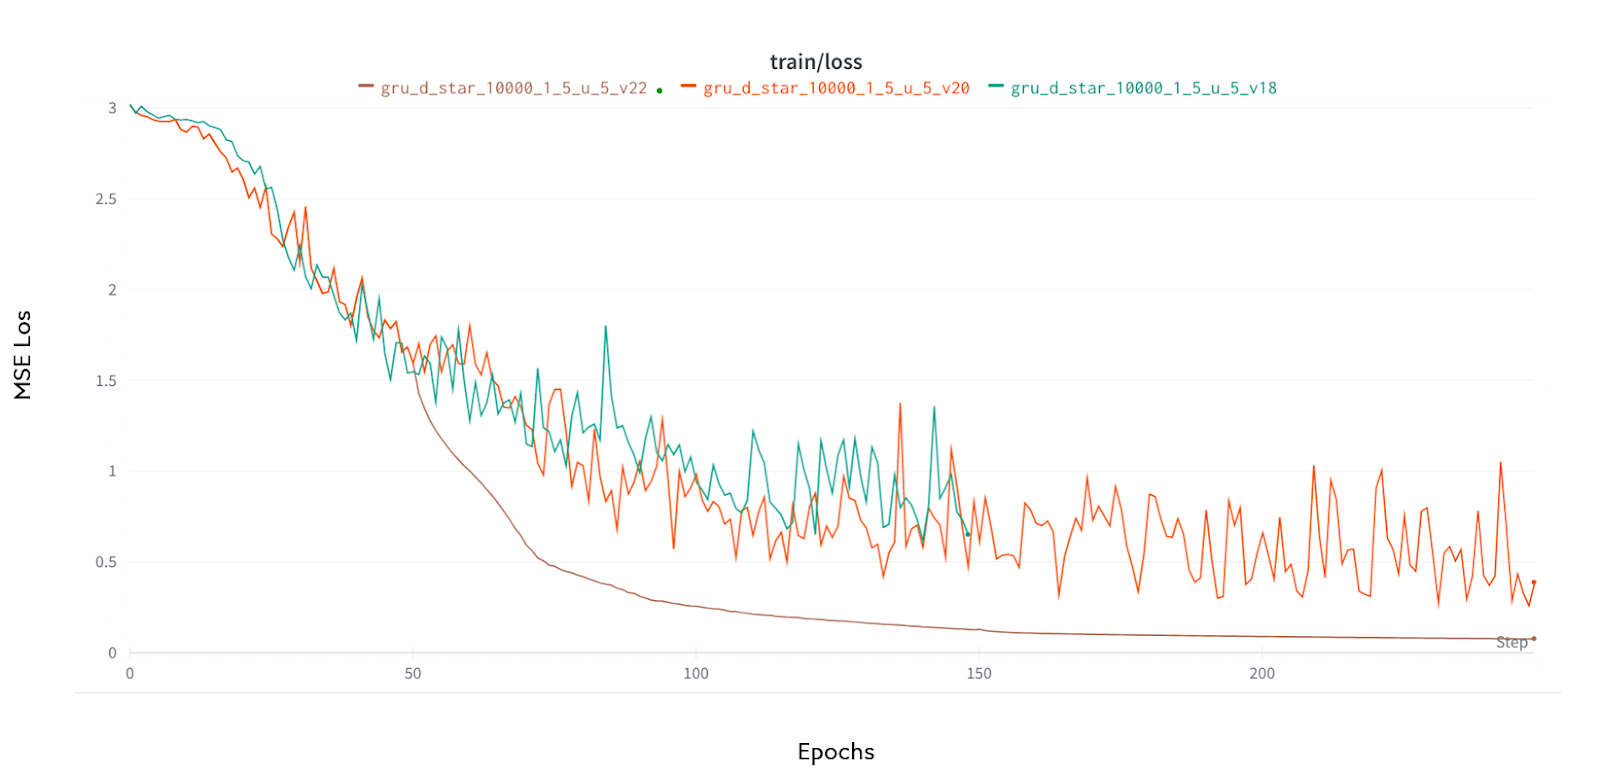 train/loss
gru_d_star_10000_1_5_u_5_v22 gru_d_star_10000_1_5_u_5_v20 gru_d_star_10000_1_5_u_5_v18
3
2.5
2
1.5
1
0.5
0
MSE Los
Step
0 50 100 150 200
Epochs